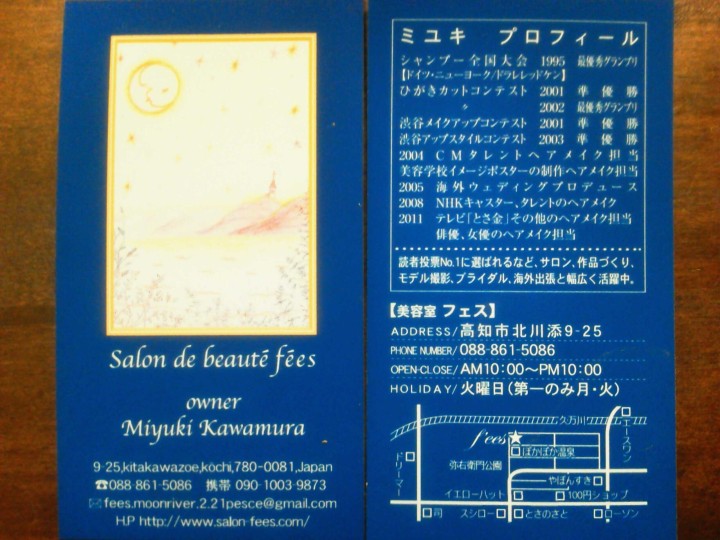 Salon de beauté fées
owner
Miyuki Kawamura
9-25,kitakawazoe,kochi,780-0081,Japan
☎088 861-5086 携帯 090-1003-9873
✉fees.moonriver.2.21pesce@gmail.com
H.P http://www.salon-fees.com/
ミユキ プロフィール
シャンプー全国大会 1995 最優秀グランプリ
【ドイツ・ニューヨーク/ドラレレッドケン】
ひがきカットコンテスト 2001 準優勝
〃 2002 最優秀グランプリ
渋谷メイクアップコンテスト 2001 準優勝
渋谷アップスタイルコンテスト 2003 準優勝
2004 CMタレントヘアメイク担当
美容学校イメージポスターの制作ヘアメイク担当
2005 海外ウェディングプロデュース
2008 NHKキャスター、タレントのヘアメイク
2011 テレビ「とさ金」その他のヘアメイク担当
俳優、女優のヘアメイク担当
読者投票No.1に選ばれるなど、サロン、作品づくり、
モデル撮影、ブライダル、海外出張と幅広く活躍中。
【美容室 フェス】
ADDRESS/高知市北川添9-25
PHONE NUMBER/088-861-5086
OPEN-CLOSE/AM10:00～PM10:00
HOLIDAY/火曜日(第一のみ月・火)
久万川
fées★
エースワン
ドリーマー
ぽかぽか温泉
弥右衛門公園
やぼんすき
イエローハット
100円ショップ
司
スシロー
とさのさと
ローソン